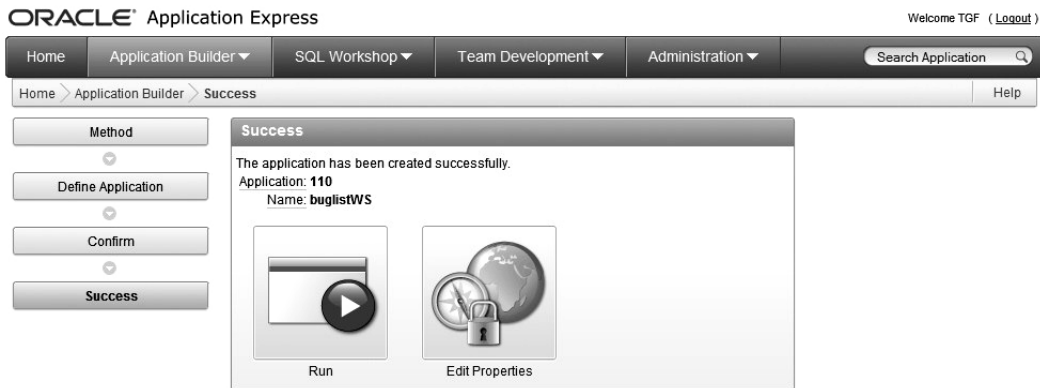 ORACLE Application Express
Welcome TGF ( Logout )
Home Application Builder SQL Workshop Team Development Administration Search Application
Home Application Builder Success Help
Method
Define Application
Confirm
Success
Success
The application has been created successfully.
Application: 110
Name: buglistWS
Run Edit Properties